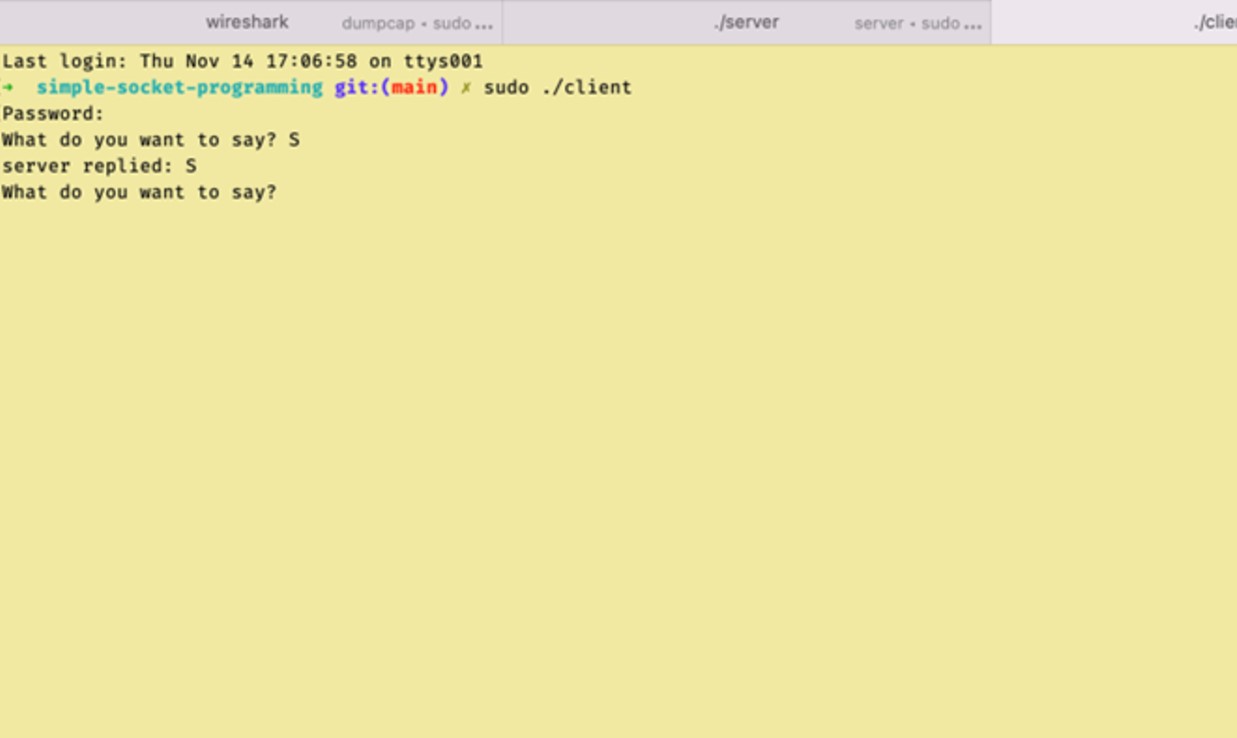 wireshark dumpcap • sudo... ./server server • sudo... ./clie
Last login: Thu Nov 14 17:06:58 on ttys001
➜ simple-socket-programming git:(main) ✗ sudo ./client
Password:
What do you want to say? S
server replied: S
What do you want to say?